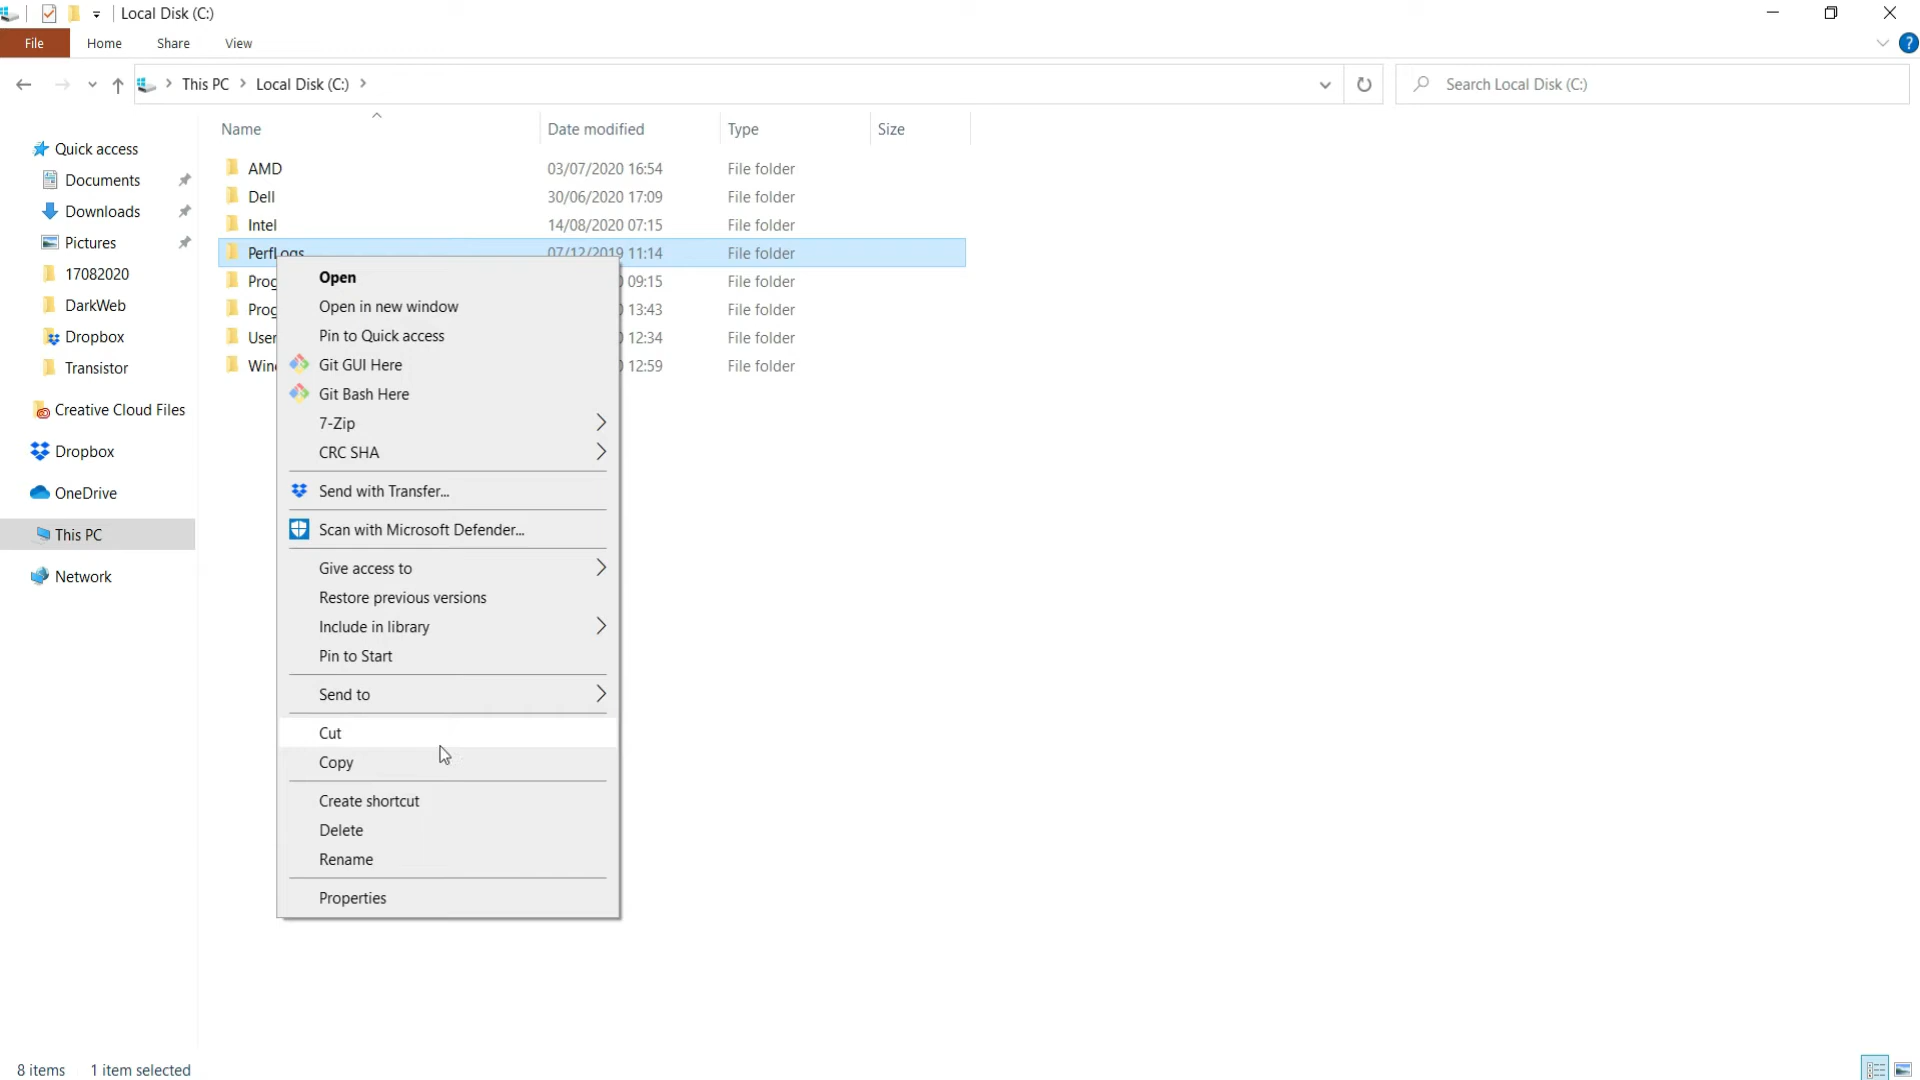 Local Disk (C:)
File Home Share View
?
This PC Local Disk (C:)
Search Local Disk (C:)
Name Date modified Type Size
Quick access
Documents
Downloads
Pictures
17082020
DarkWeb
Dropbox
Transistor
Creative Cloud Files
Dropbox
OneDrive
This PC
Network
AMD 03/07/2020 16:54 File folder
Dell 30/06/2020 17:09 File folder
Intel 14/08/2020 07:15 File folder
PerfLogs 07/12/2019 11:14 File folder
Prog 09:15 File folder
Prog 13:43 File folder
User 12:34 File folder
Wind 12:59 File folder
Open
Open in new window
Pin to Quick access
Git GUI Here
Git Bash Here
7-Zip
CRC SHA
Send with Transfer...
Scan with Microsoft Defender...
Give access to
Restore previous versions
Include in library
Pin to Start
Send to
Cut
Copy
Create shortcut
Delete
Rename
Properties
8 items 1 item selected